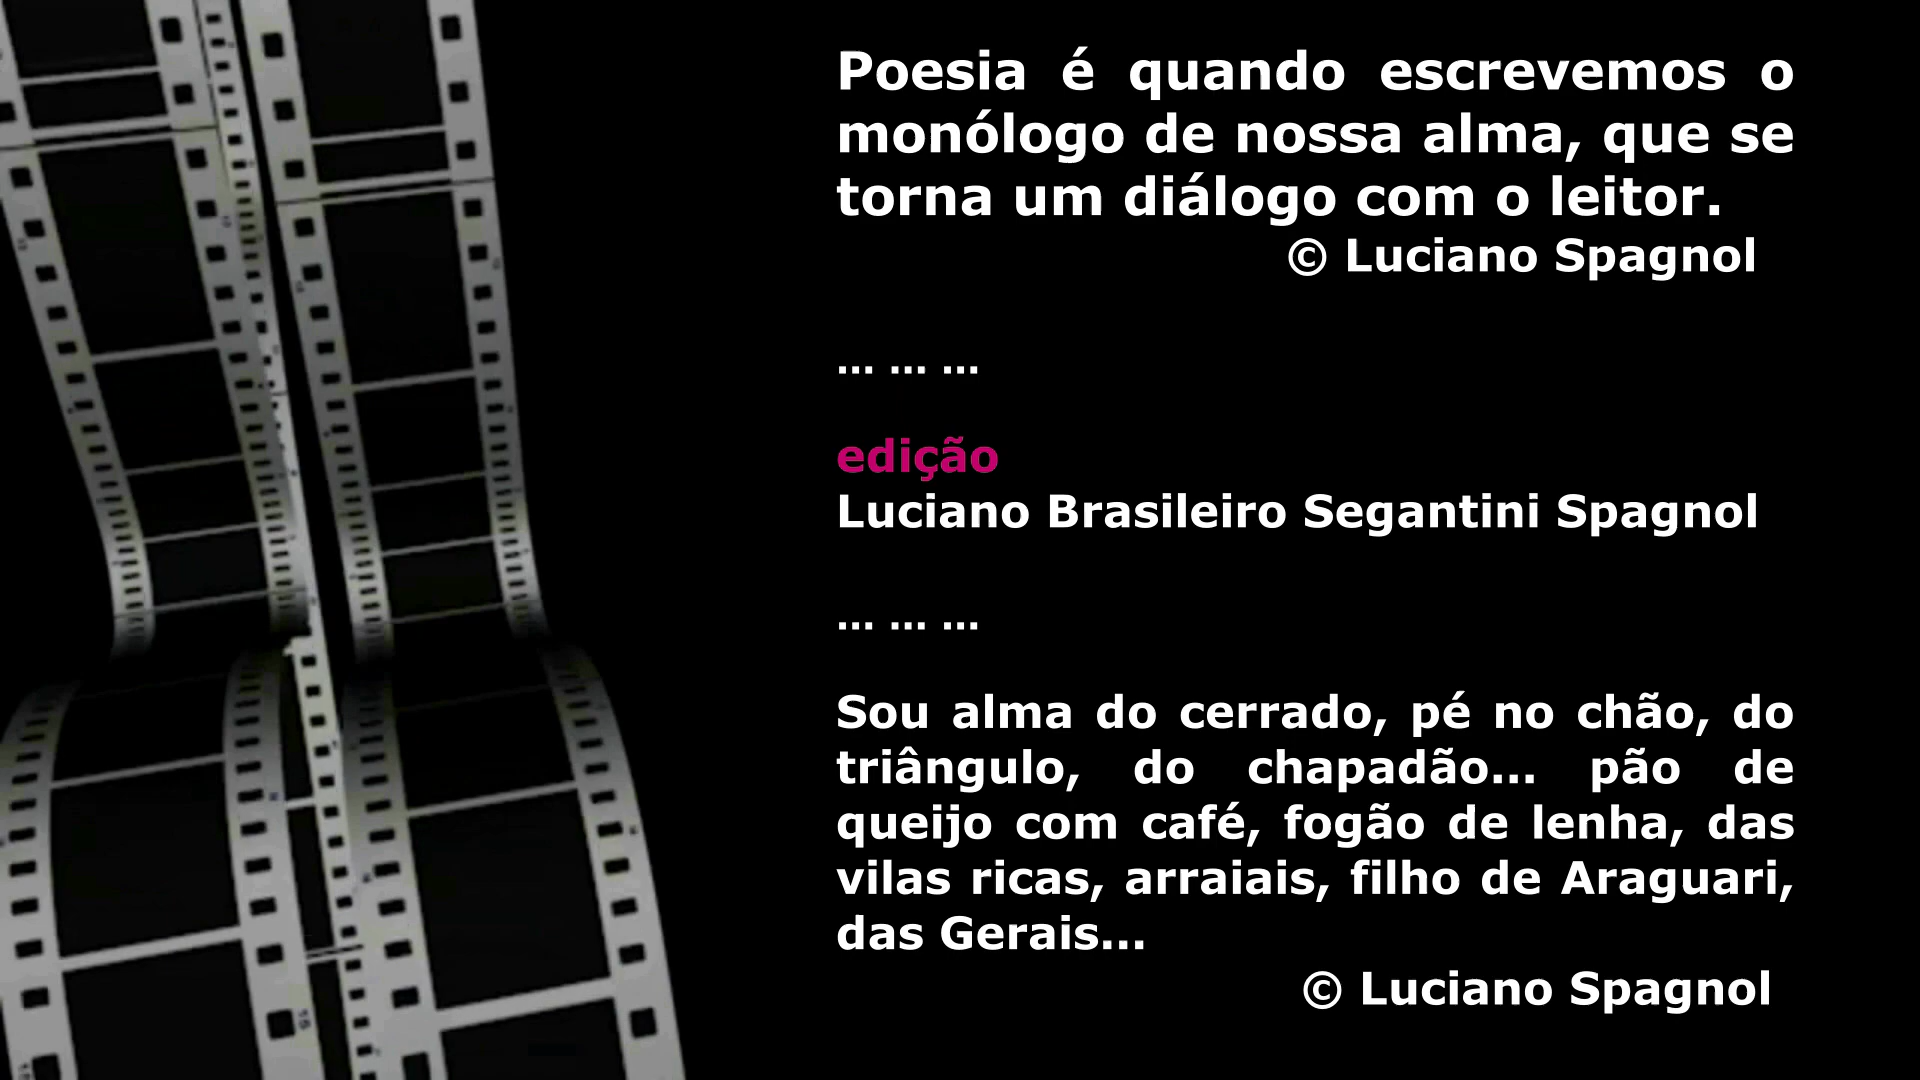 Poesia é quando escrevemos o
monólogo de nossa alma, que se
torna um diálogo com o leitor.
© Luciano Spagnol
... ... ...
edição
Luciano Brasileiro Segantini Spagnol
... ... ...
Sou alma do cerrado, pé no chão, do
triângulo, do chapadão... pão de
queijo com café, fogão de lenha, das
vilas ricas, arraiais, filho de Araguari,
das Gerais...
© Luciano Spagnol